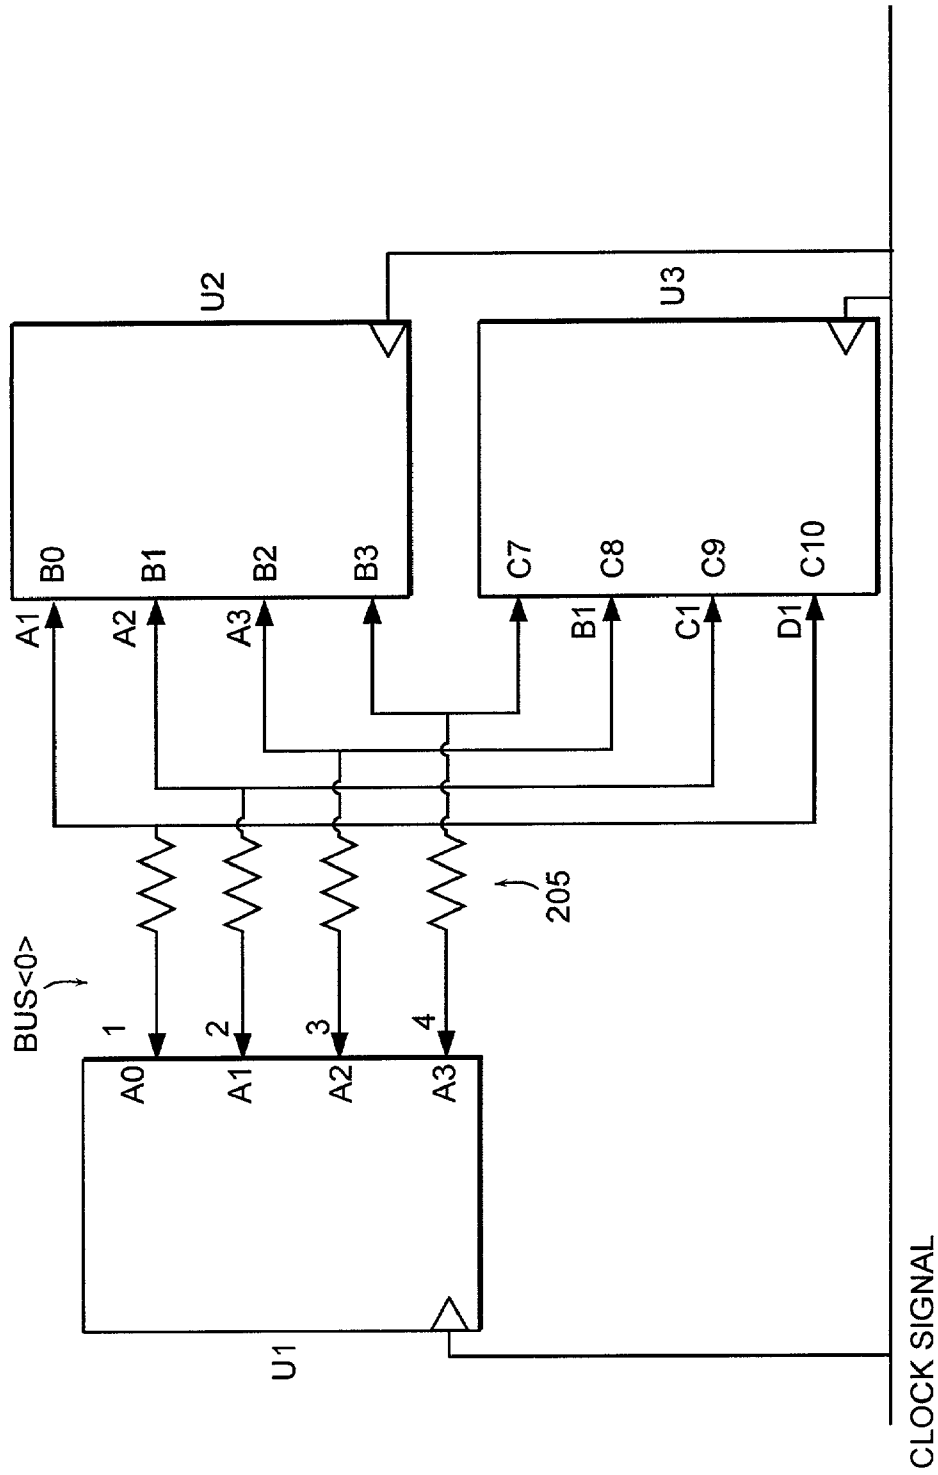 BUS<0>
U1
A0
A1
A2
A3
1
2
3
4
205
U2
A1
A2
A3
B0
B1
B2
B3
U3
B1
C1
D1
C7
C8
C9
C10
CLOCK SIGNAL